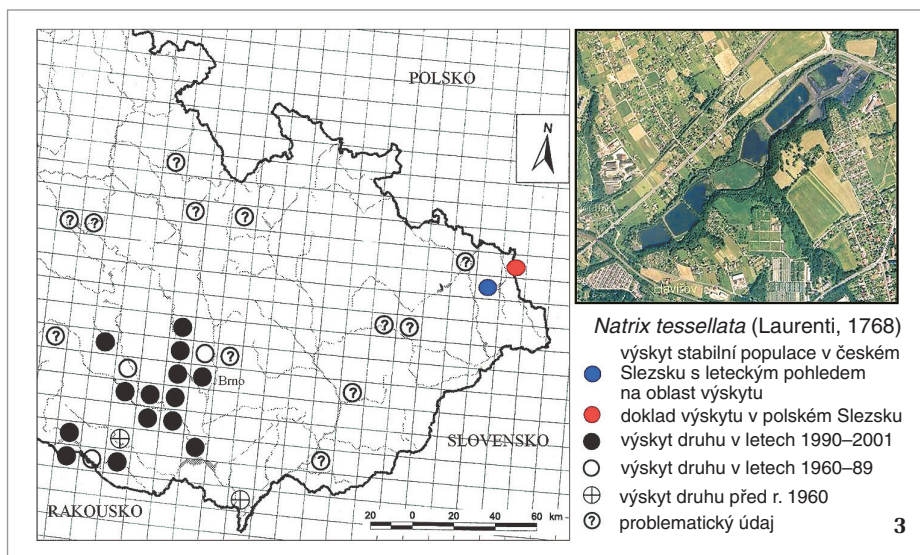 POLSKO
N
Brno
SLOVENSKO
RAKOUSKO
20 0 20 40 60
km
Havířov
Natrix tessellata (Laurenti, 1768)
výskyt stabilní populace v českém
Slezsku s leteckým pohledem
na oblast výskytu
doklad výskytu v polském Slezsku
výskyt druhu v letech 1990–2001
výskyt druhu v letech 1960–89
výskyt druhu před r. 1960
? problematický údaj
3